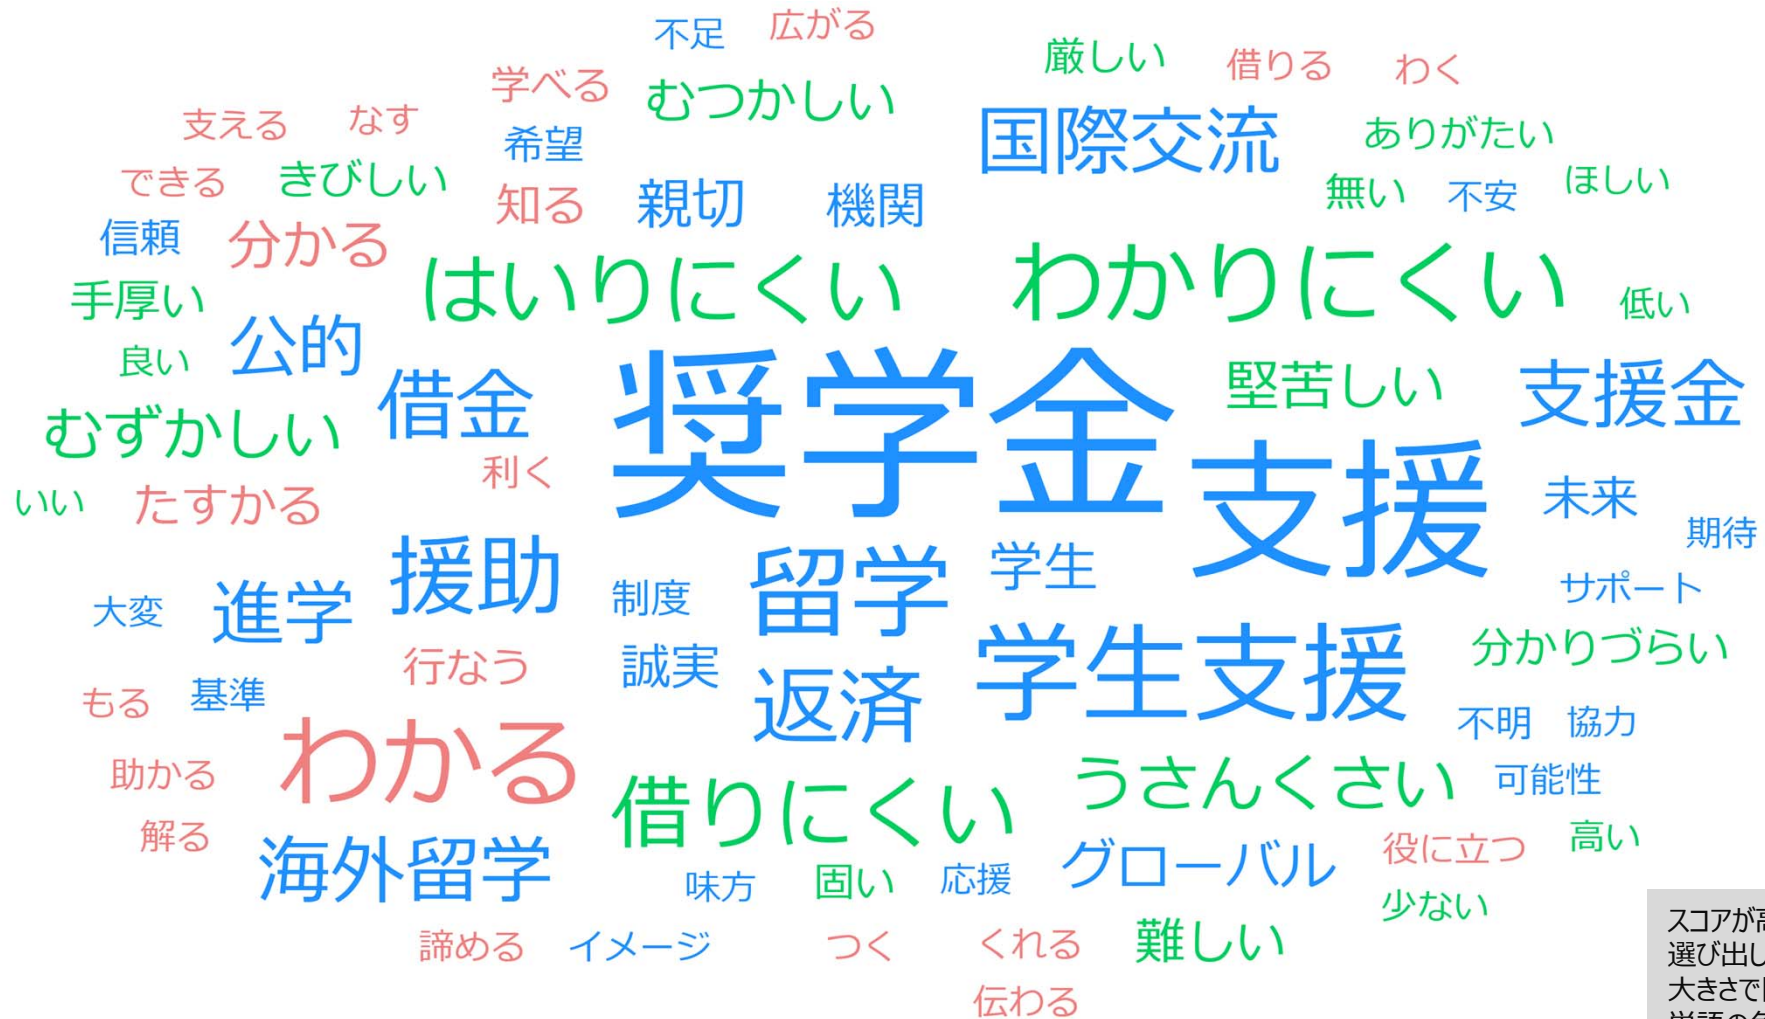 不足 広がる
厳しい 借りる わく
学べる むつかしい
支える なす
希望
国際交流 ありがたい
できる きびしい
知る 親切 機関
無い 不安 ほしい
信頼 分かる
はいりにくい わかりにくい
手厚い 低い
良い 公的
借金 奨学金 堅苦しい 支援金
むずかしい
利く 支援
いい たすかる 未来
期待
援助 留学 学生
大変 進学 制度 サポート
行なう 誠実 返済 学生支援 分かりづらい
もる 基準
不明 協力
助かる わかる
借りにくい うさんくさい 可能性
解る
海外留学 味方 固い 応援 グローバル 役に立つ 高い
少ない
諦める イメージ つく くれる 難しい
伝わる
スコアが高
選び出し
大きさで